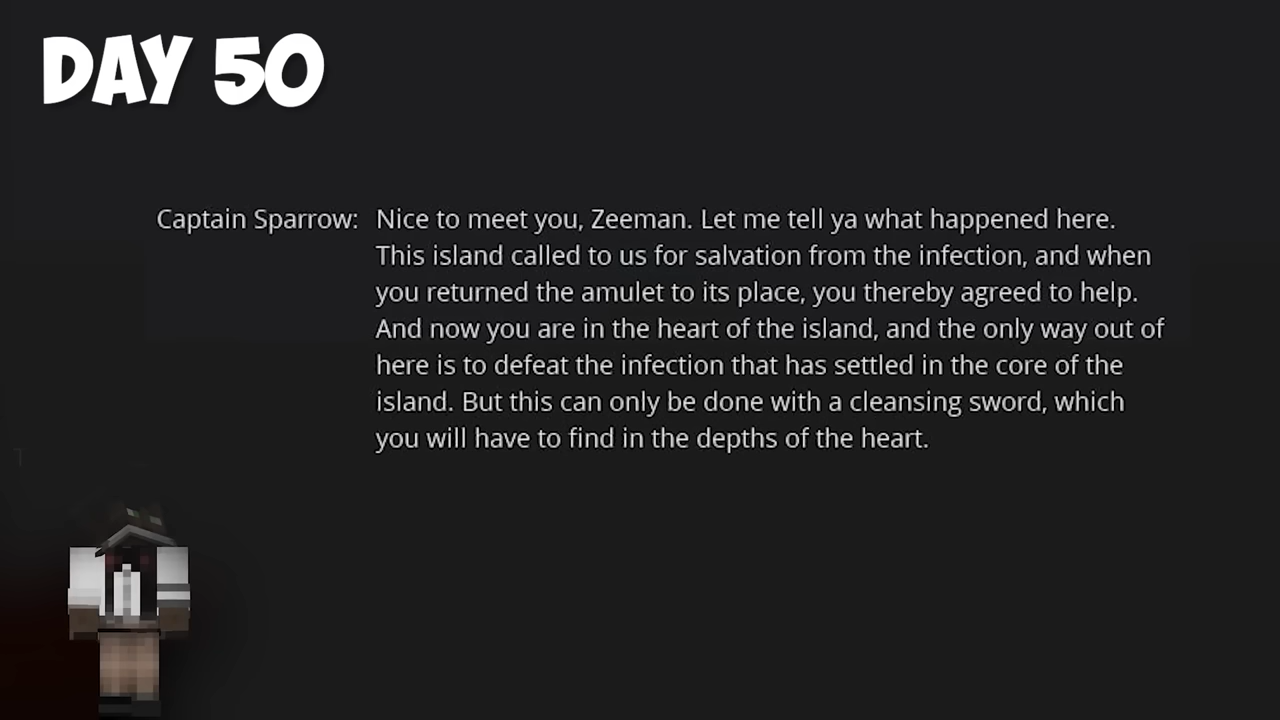 DAY 50
Captain Sparrow: Nice to meet you, Zeeman. Let me tell ya what happened here.
This island called to us for salvation from the infection, and when
you returned the amulet to its place, you thereby agreed to help.
And now you are in the heart of the island, and the only way out of
here is to defeat the infection that has settled in the core of the
island. But this can only be done with a cleansing sword, which
you will have to find in the depths of the heart.